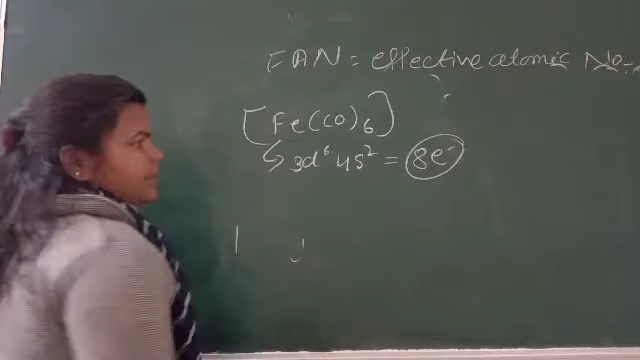 EAN = effective atomic No.
[Fe(CO)6]
↳ 3d⁶ 4s² = 8e⁻